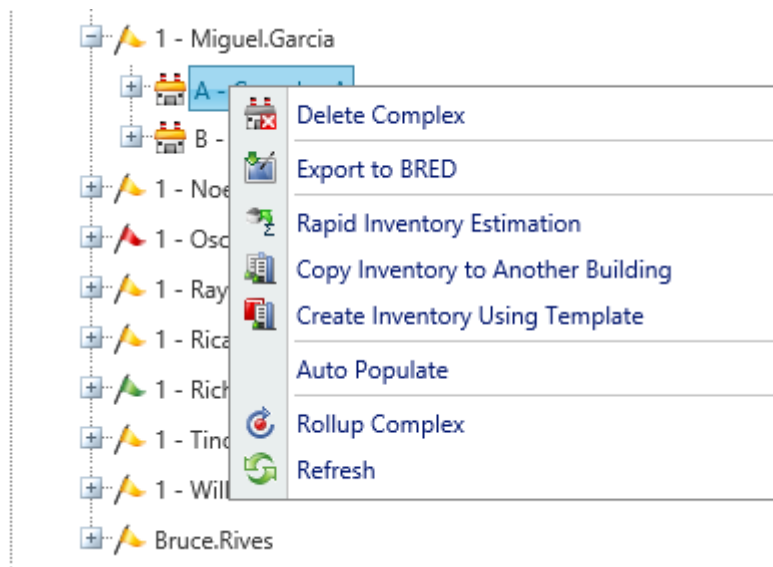 1 - Miguel.Garcia
A -
Delete Complex
B -
Export to BRED
1 - Noe
Rapid Inventory Estimation
1 - Osc
Copy Inventory to Another Building
1 - Ray
Create Inventory Using Template
1 - Rica
Auto Populate
1 - Rich
Rollup Complex
1 - Tino
Refresh
1 - Will
Bruce.Rives